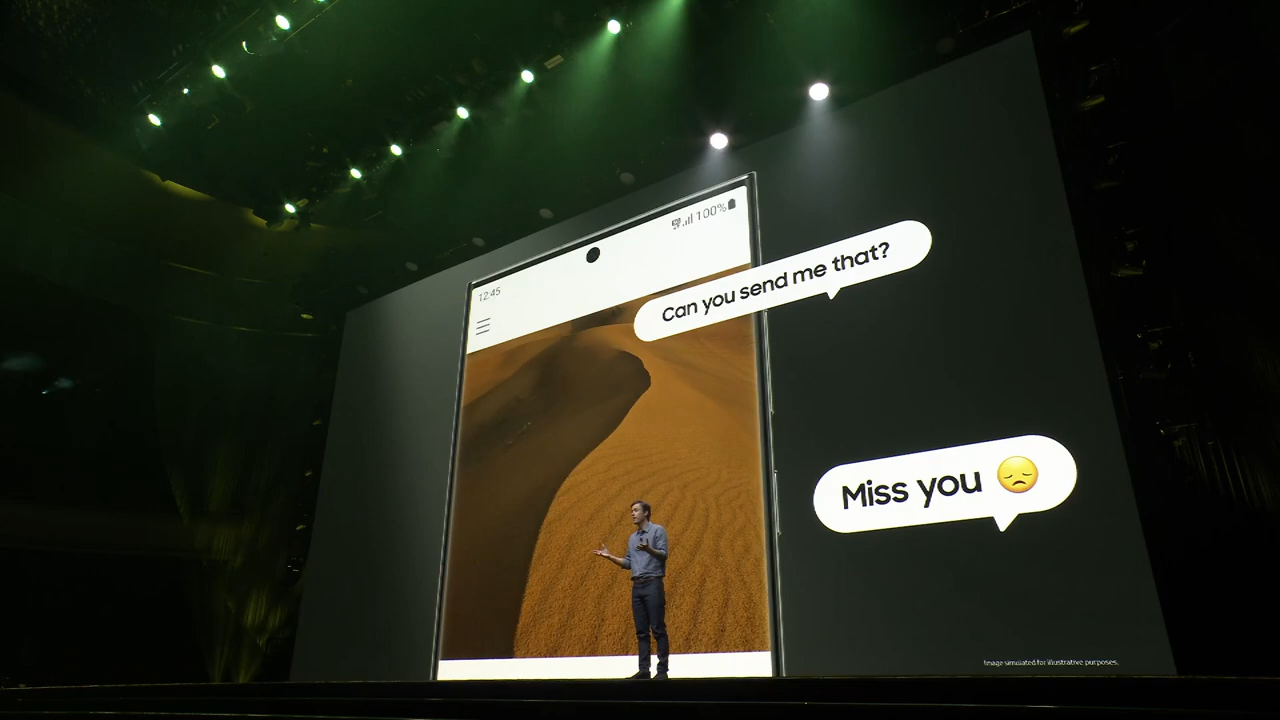 100%
12:45
Can you send me that?
Miss you 😞
Image simulated for illustrative purposes.